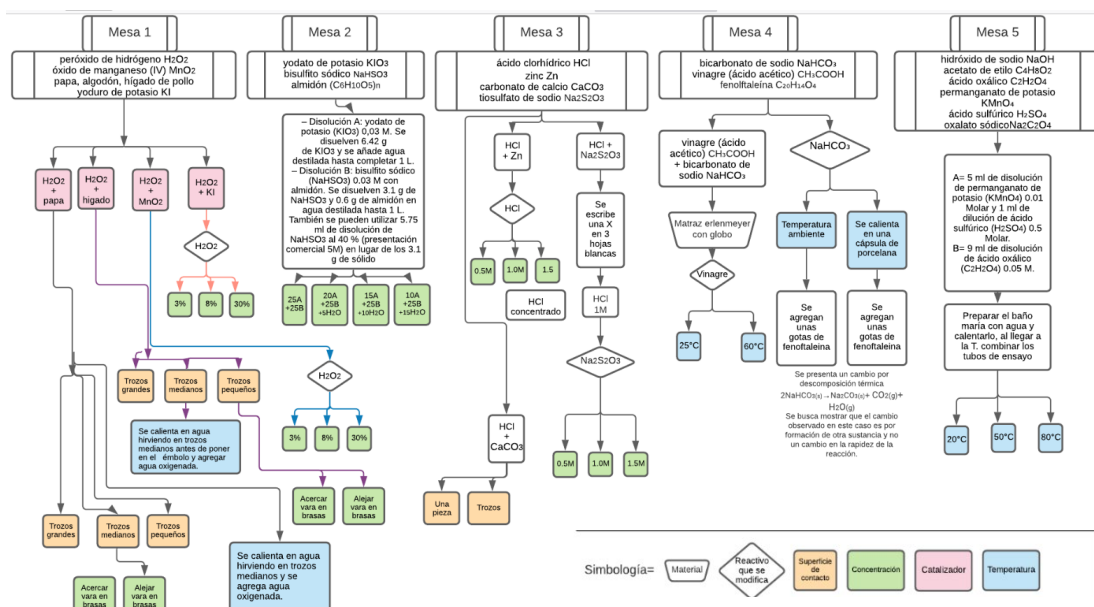 Mesa 1
peróxido de hidrógeno H2O2
óxido de manganeso (IV) MnO2
papa, algodón, hígado de pollo
yoduro de potasio KI
H2O2
+
papa
H2O2
+
higado
H2O2
+
MnO2
H2O2
+ KI
H2O2
3%
8%
30%
Trozos
grandes
Trozos
medianos
Trozos
pequeños
Se calienta en agua
hirviendo en trozos
medianos antes de poner
en el émbolo y agregar
agua oxigenada.
H2O2
3%
8%
30%
Acercar
vara en
brasas
Alejar
vara en
brasas
Trozos
grandes
Trozos
medianos
Trozos
pequeños
Se calienta en agua
hirviendo en trozos
medianos y se
agrega agua
oxigenada.
Acercar
vara en
brasas
Alejar
vara en
brasas
Mesa 2
yodato de potasio KIO3
bisulfito sódico NaHSO3
almidón (C6H10O5)n
– Disolución A: yodato de
potasio (KIO3) 0,03 M. Se
disuelven 6.42 g
de KIO3 y se añade agua
destilada hasta completar 1 L.
– Disolución B: bisulfito sódico
(NaHSO3) 0.03 M con
almidón. Se disuelven 3.1 g de
NaHSO3 y 0.6 g de almidón en
agua destilada hasta 1 L.
También se pueden utilizar 5.75
ml de disolución de
NaHSO3 al 40 % (presentación
comercial 5M) en lugar de los 3.1
g de sólido
25A
+25B
20A
+25B
+5H2O
15A
+25B
+10H2O
10A
+25B
+15H2O
Mesa 3
ácido clorhídrico HCl
zinc Zn
carbonato de calcio CaCO3
tiosulfato de sodio Na2S2O3
HCl
+ Zn
HCl
0.5M
1.0M
1.5
HCl
concentrado
HCl +
Na2S2O3
Se
escribe
una X
en 3
hojas
blancas
HCl
1M
Na2S2O3
0.5M
1.0M
1.5M
HCl
+
CaCO3
Una
pieza
Trozos
Mesa 4
bicarbonato de sodio NaHCO3
vinagre (ácido acético) CH3COOH
fenolftaleína C20H14O4
vinagre (ácido
acético) CH3COOH
+ bicarbonato de
sodio NaHCO3
Matraz erlenmeyer
con globo
Vinagre
25°C
60°C
NaHCO3
Temperatura
ambiente
Se calienta
en una
cápsula de
porcelana
Se
agregan
unas
gotas de
fenoftaleina
Se
agregan
unas
gotas de
fenoftaleina
Se presenta un cambio por
descomposición térmica
2NaHCO3(s)→Na2CO3(s)+ CO2(g)+
H2O(g)
Se busca mostrar que el cambio
observado en este caso es por
formación de otra sustancia y no
un cambio en la rapidez de la
reacción.
Mesa 5
hidróxido de sodio NaOH
acetato de etilo C4H8O2
ácido oxálico C2H2O4
permanganato de potasio
KMnO4
ácido sulfúrico H2SO4
oxalato sódicoNa2C2O4
A= 5 ml de disolución
de permanganato de
potasio (KMnO4) 0.01
Molar y 1 ml de
dilución de ácido
sulfúrico (H2SO4) 0.5
Molar.
B= 9 ml de disolución
de ácido oxálico
(C2H2O4) 0.05 M.
Preparar el baño
maría con agua y
calentarlo, al llegar a
la T. combinar los
tubos de ensayo
20°C
50°C
80°C
Simbología=
Material
Reactivo
que se
modifica
Superficie
de
contacto
Concentración
Catalizador
Temperatura